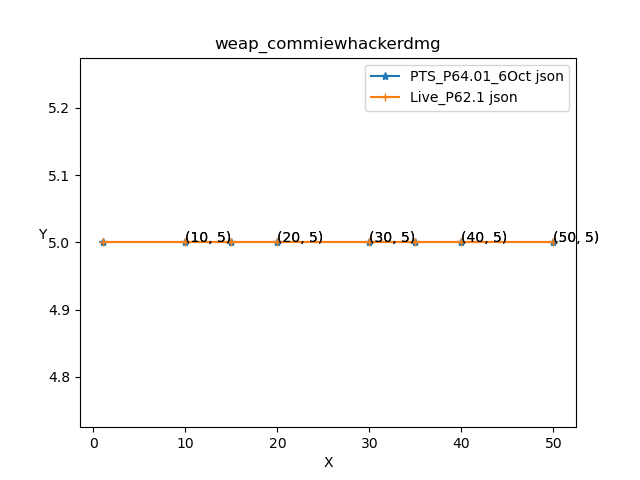 weap_commiewhackerdmg
PTS_P64.01_6Oct json
Live_P62.1 json
5.2
5.1
5.0
4.9
4.8
Y
(10, 5) (20, 5) (30, 5) (40, 5) (50, 5)
0 10 20 30 40 50
X